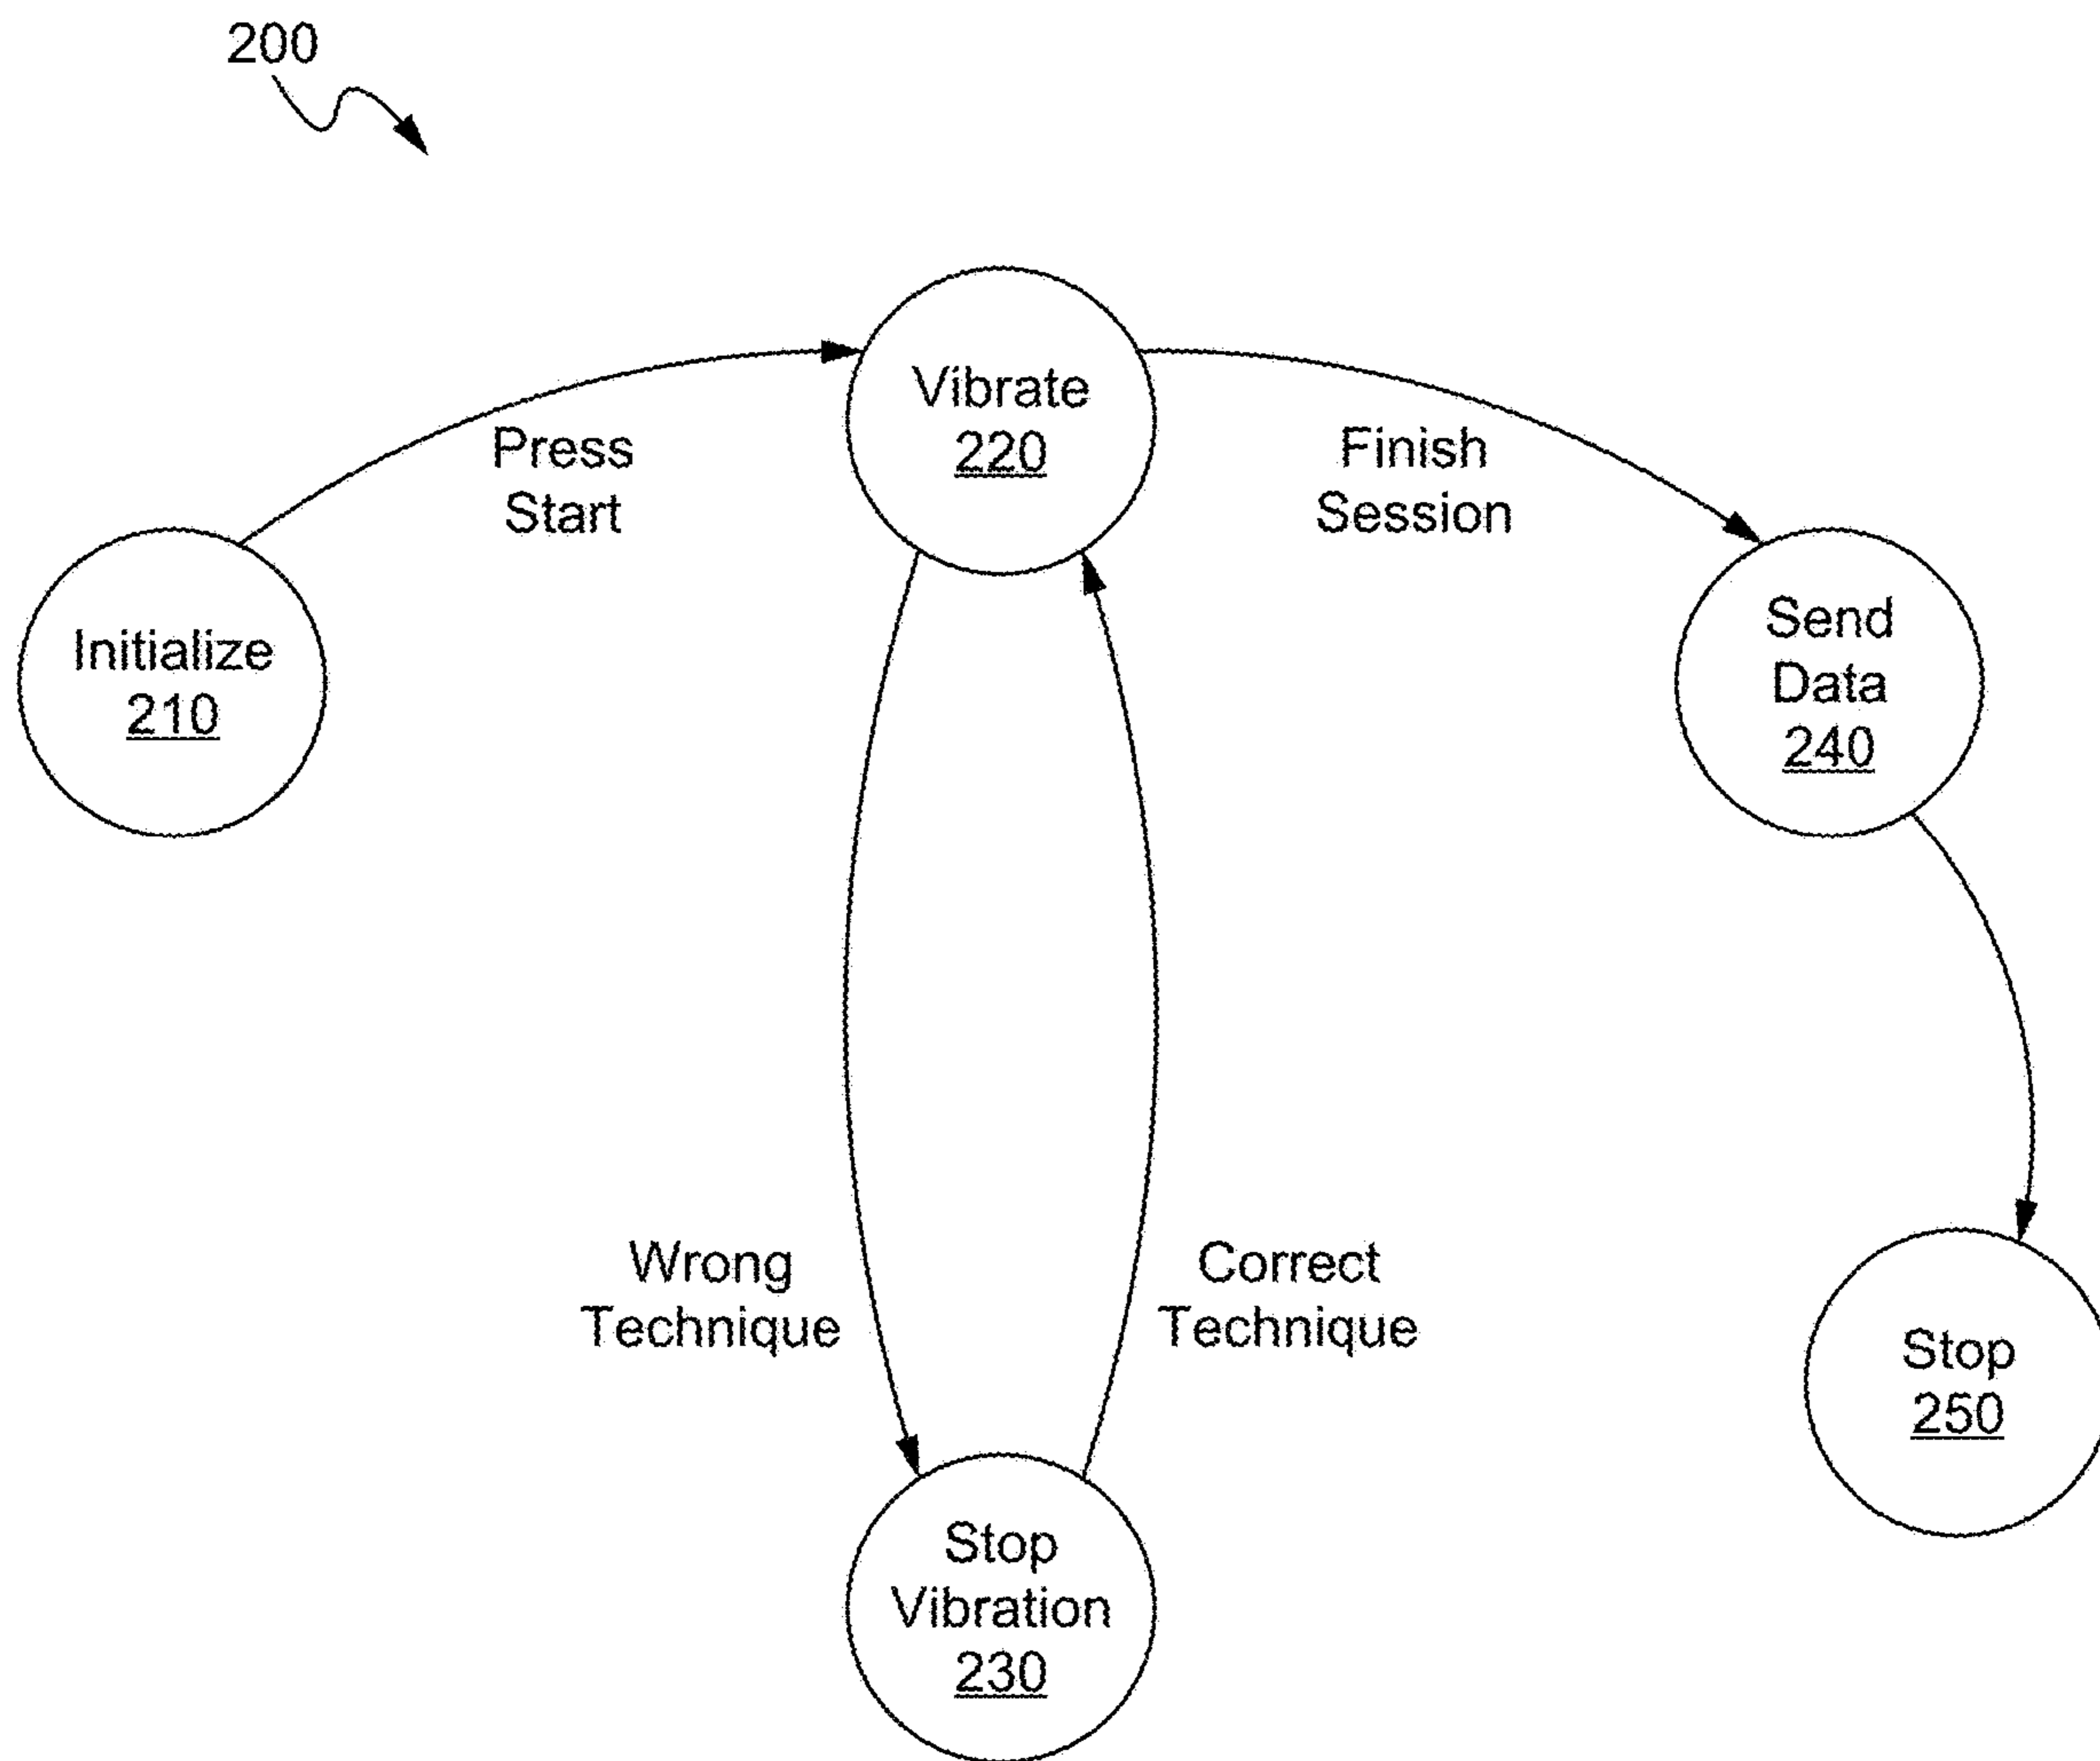 200
Vibrate
220
Press
Start
Finish
Session
Initialize
210
Send
Data
240
Wrong
Technique
Correct
Technique
Stop
250
Stop
Vibration
230